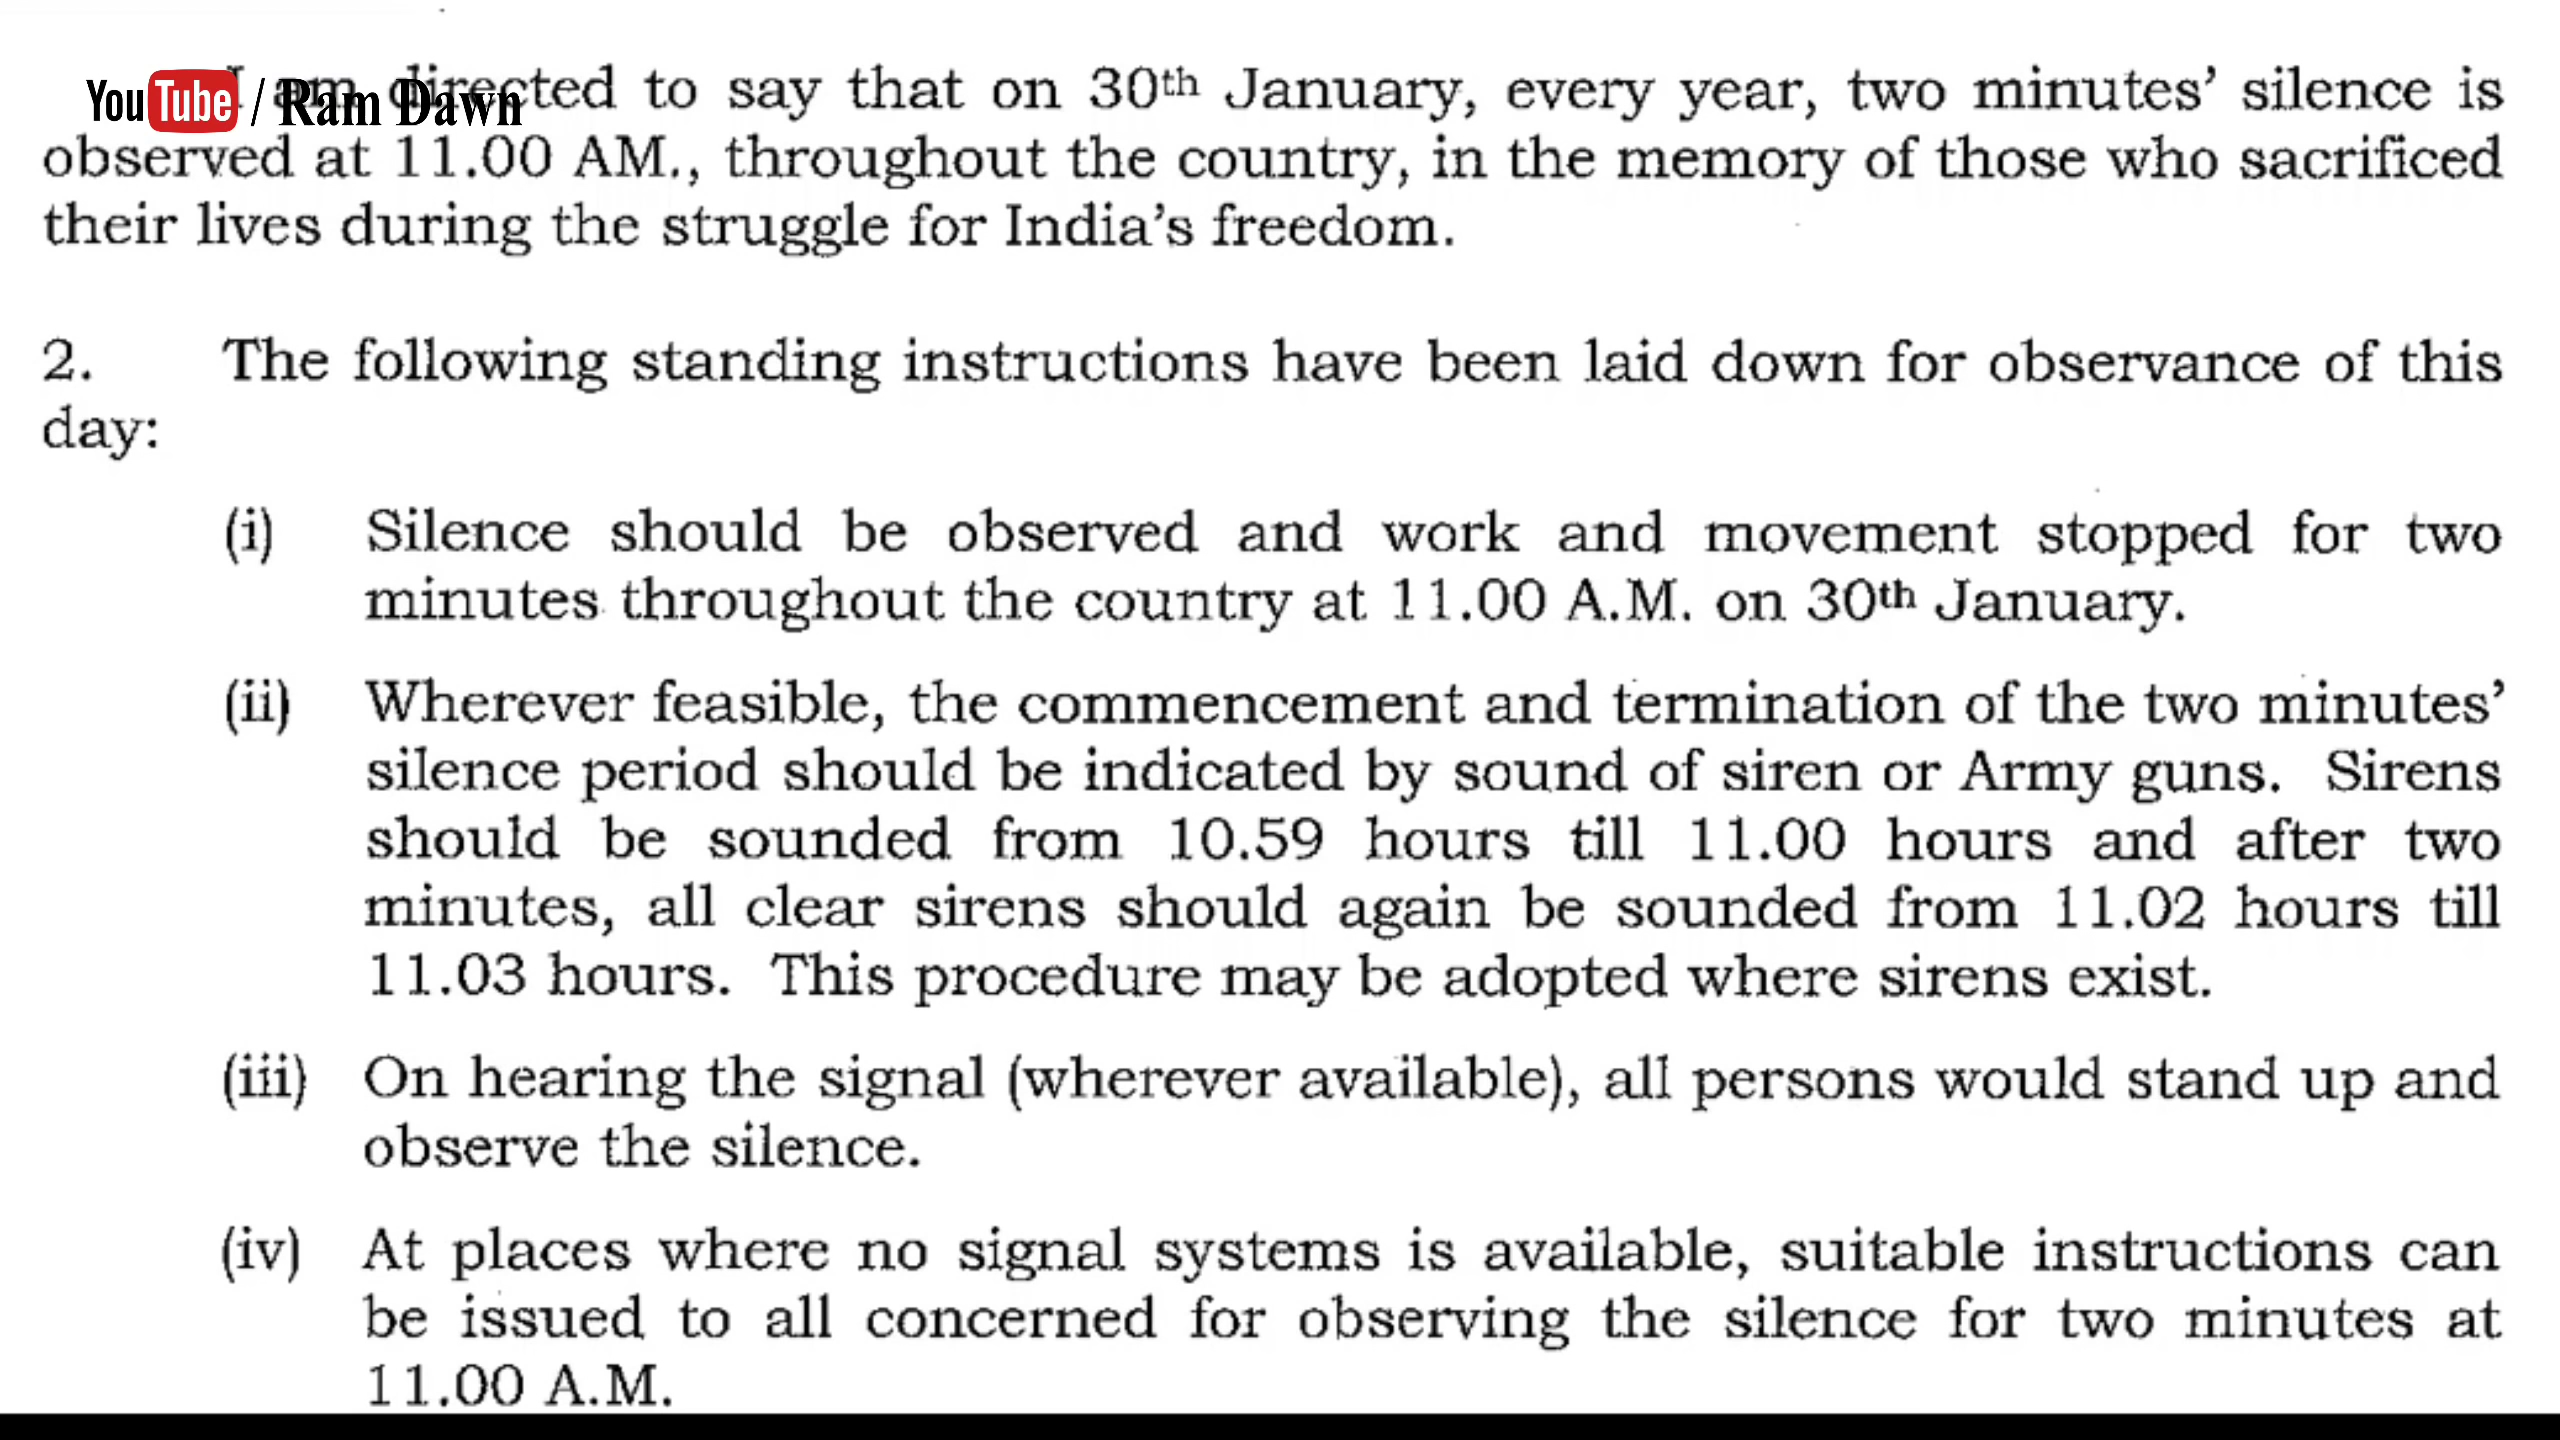 YouTube / Ram Dawn
I am directed to say that on 30th January, every year, two minutes’ silence is
observed at 11.00 AM., throughout the country, in the memory of those who sacrificed
their lives during the struggle for India’s freedom.
2. The following standing instructions have been laid down for observance of this
day:
(i) Silence should be observed and work and movement stopped for two
minutes throughout the country at 11.00 A.M. on 30th January.
(ii) Wherever feasible, the commencement and termination of the two minutes’
silence period should be indicated by sound of siren or Army guns. Sirens
should be sounded from 10.59 hours till 11.00 hours and after two
minutes, all clear sirens should again be sounded from 11.02 hours till
11.03 hours. This procedure may be adopted where sirens exist.
(iii) On hearing the signal (wherever available), all persons would stand up and
observe the silence.
(iv) At places where no signal systems is available, suitable instructions can
be issued to all concerned for observing the silence for two minutes at
11.00 A.M.